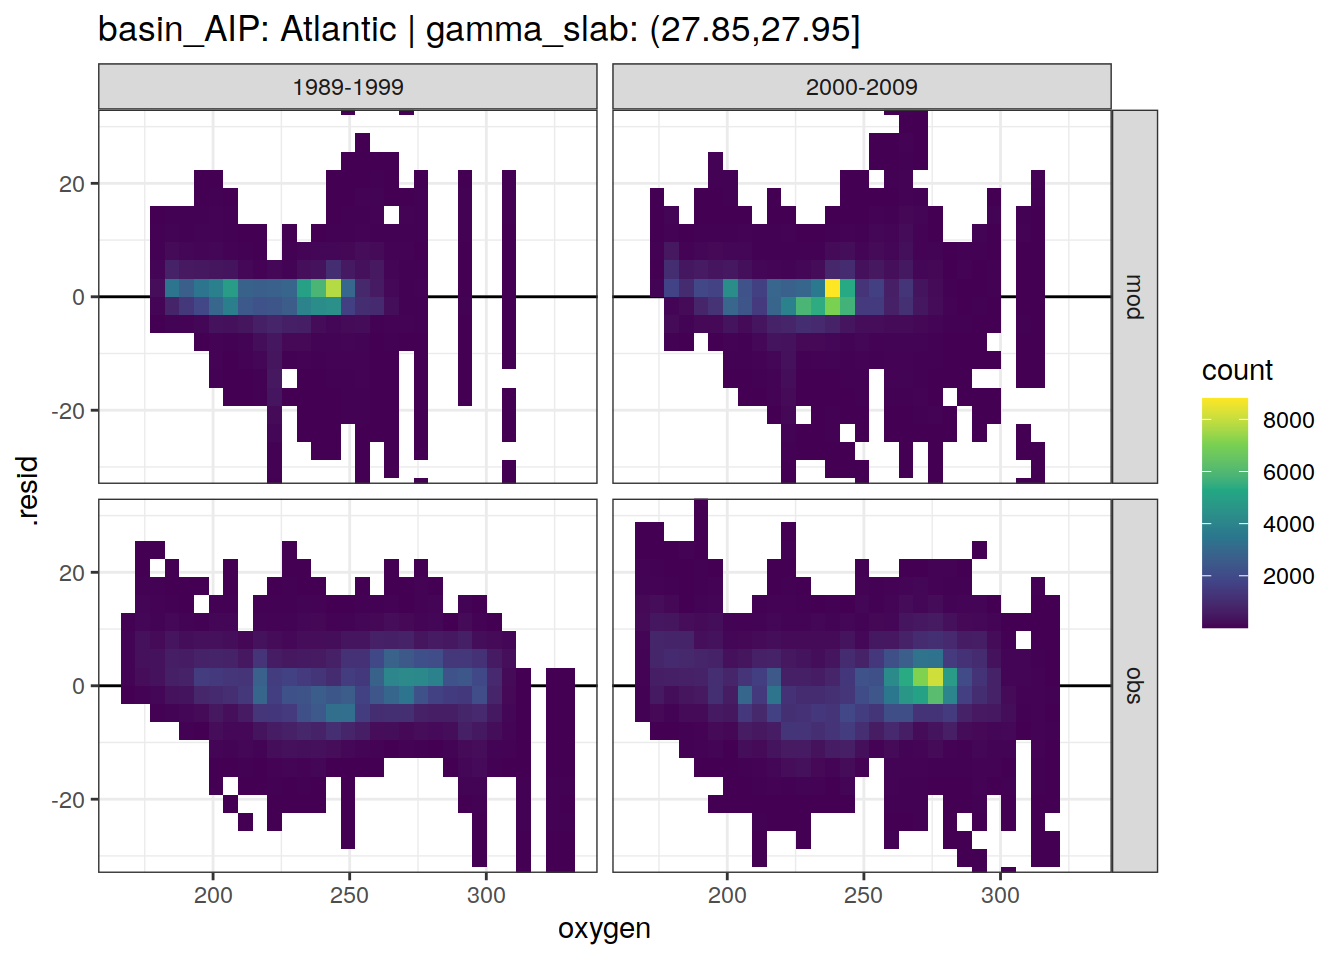 basin_AIP: Atlantic | gamma_slab: (27.85,27.95]
1989-1999 2000-2009
20
0
-20
mod
20
0
-20
obs
.resid
200 250 300 200 250 300
oxygen
count
8000
6000
4000
2000